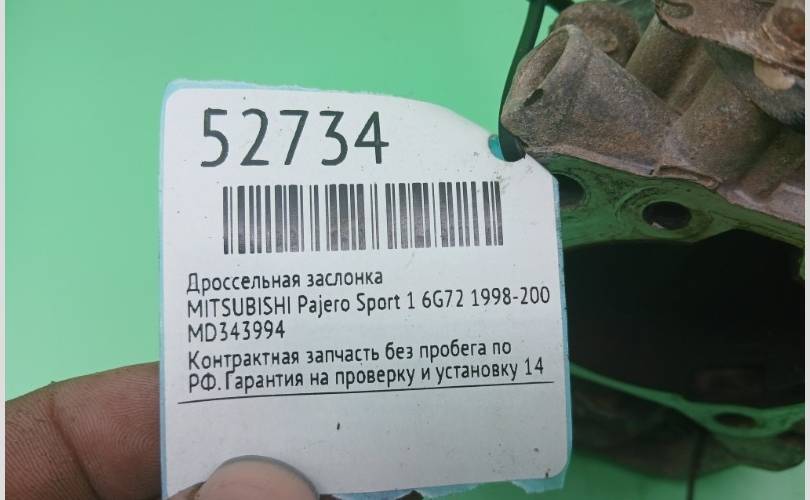 52734
Дроссельная заслонка
MITSUBISHI Pajero Sport 1 6G72 1998-200
MD343994
Контрактная запчасть без пробега по
РФ. Гарантия на проверку и установку 14